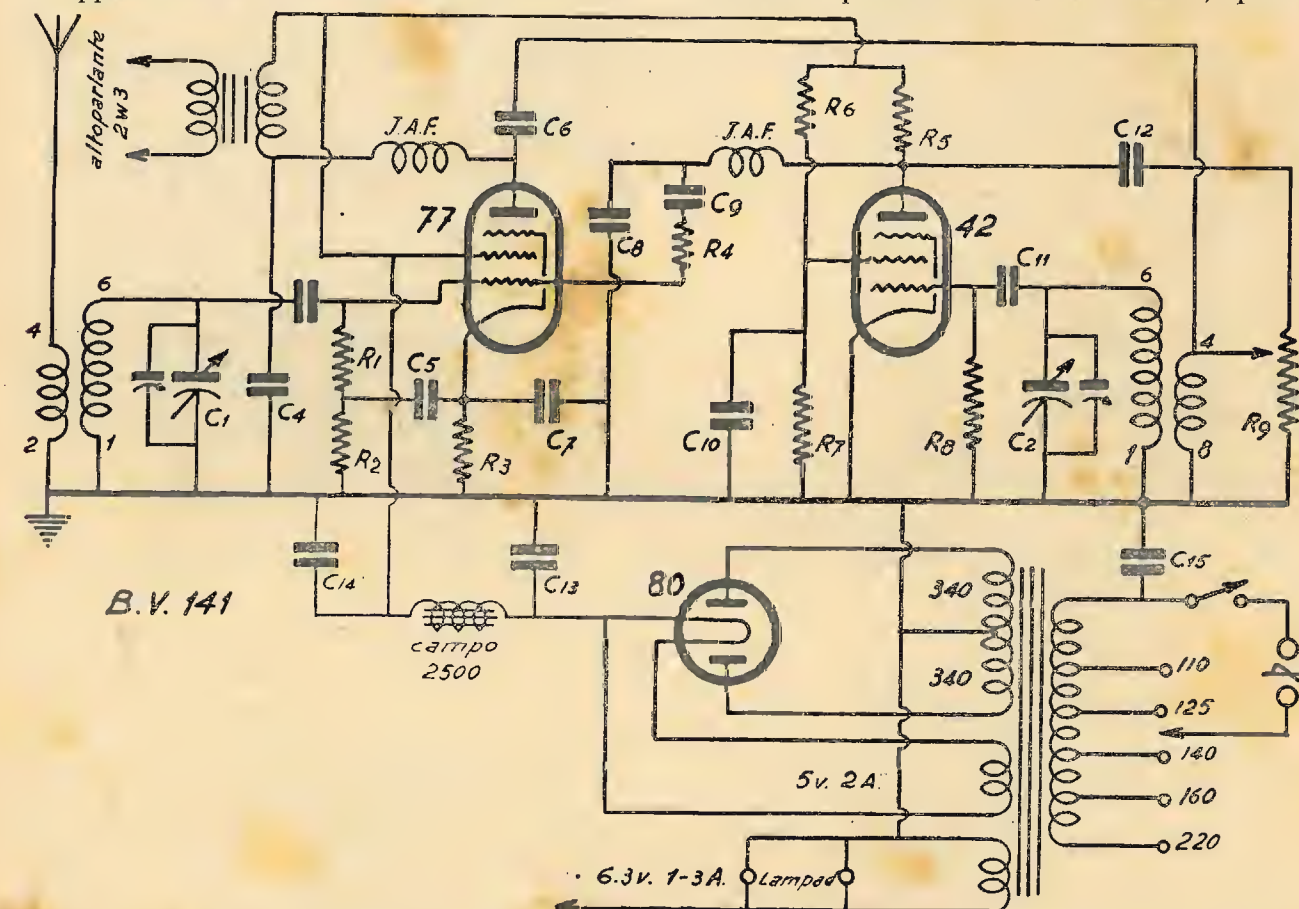 altoparlante
2w3
J.A.F.
C6
77
C8
C9
R4
J.A.F.
R6
R5
42
C12
C11
6
4
2
1
C1
C4
R1
R2
C5
R3
C7
C10
R7
R8
C2
6
4
1
8
R9
C14
C13
C15
B.V. 141
campo
2500
80
340
340
110
125
140
160
220
5v. 2A.
6.3v. 1-3A.
Lampad